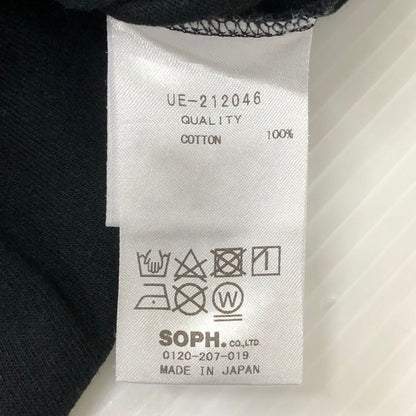 UE-212046
QUALITY
COTTON 100%
W
SOPH. CO.,LTD.
0120-207-019
MADE IN JAPAN